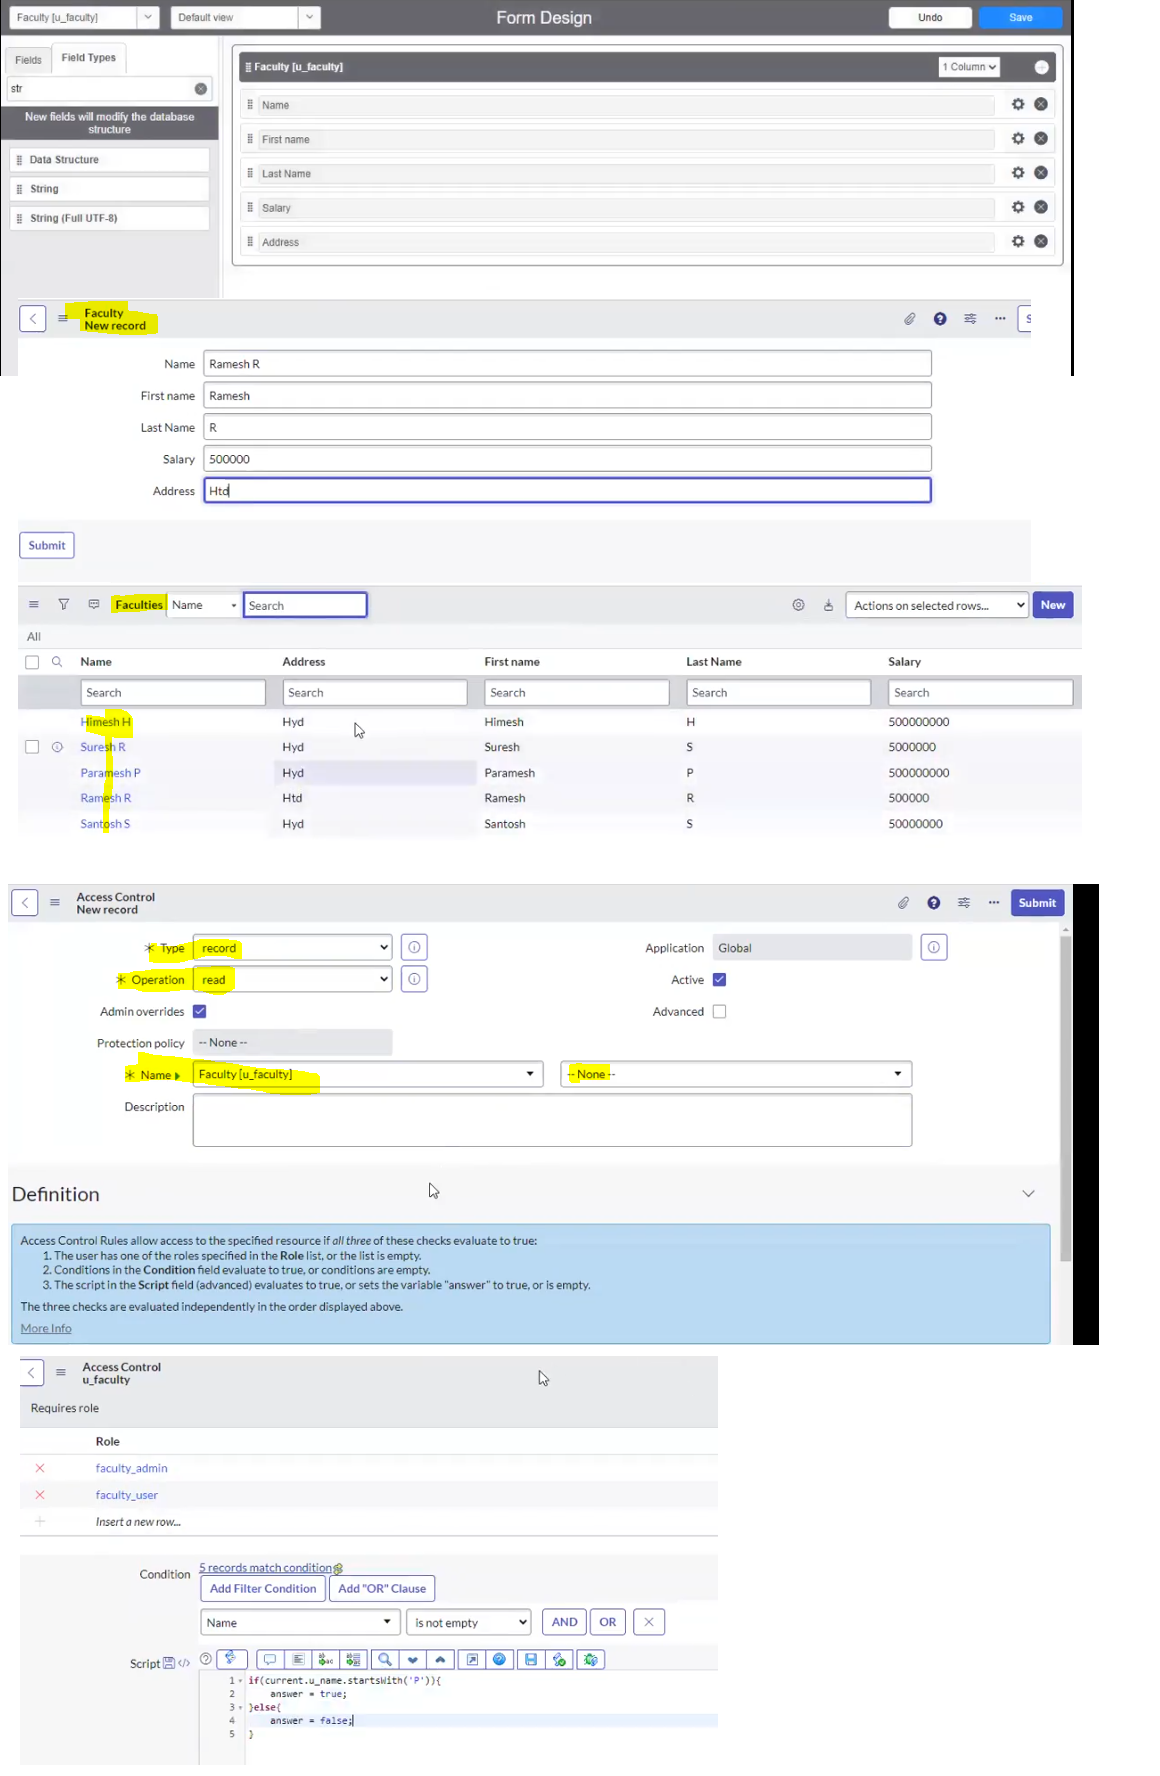 Faculty [u_faculty] Default view Form Design Undo Save
Fields Field Types
str
New fields will modify the database
structure
Data Structure
String
String (Full UTF-8)
Faculty [u_faculty] 1 Column
Name
First name
Last Name
Salary
Address
Faculty
New record
Name Ramesh R
First name Ramesh
Last Name R
Salary 500000
Address Htd
Submit
Faculties Name Search Actions on selected rows... New
All
Name Address First name Last Name Salary
Search Search Search Search Search
Himesh H Hyd Himesh H 500000000
Suresh R Hyd Suresh S 5000000
Paramesh P Hyd Paramesh P 500000000
Ramesh R Htd Ramesh R 500000
Santosh S Hyd Santosh S 50000000
Access Control
New record
Submit
Type record Application Global
Operation read Active
Admin overrides Advanced
Protection policy -- None --
Name Faculty [u_faculty] -- None --
Description
Definition
Access Control Rules allow access to the specified resource if all three of these checks evaluate to true:
1. The user has one of the roles specified in the Role list, or the list is empty.
2. Conditions in the Condition field evaluate to true, or conditions are empty.
3. The script in the Script field (advanced) evaluates to true, or sets the variable "answer" to true, or is empty.
The three checks are evaluated independently in the order displayed above.
More Info
Access Control
u_faculty
Requires role
Role
faculty_admin
faculty_user
Insert a new row...
Condition 5 records match condition
Add Filter Condition Add "OR" Clause
Name is not empty AND OR
Script
1 if(current.u_name.startsWith('P')){
2 answer = true;
3 }else{
4 answer = false;
5 }